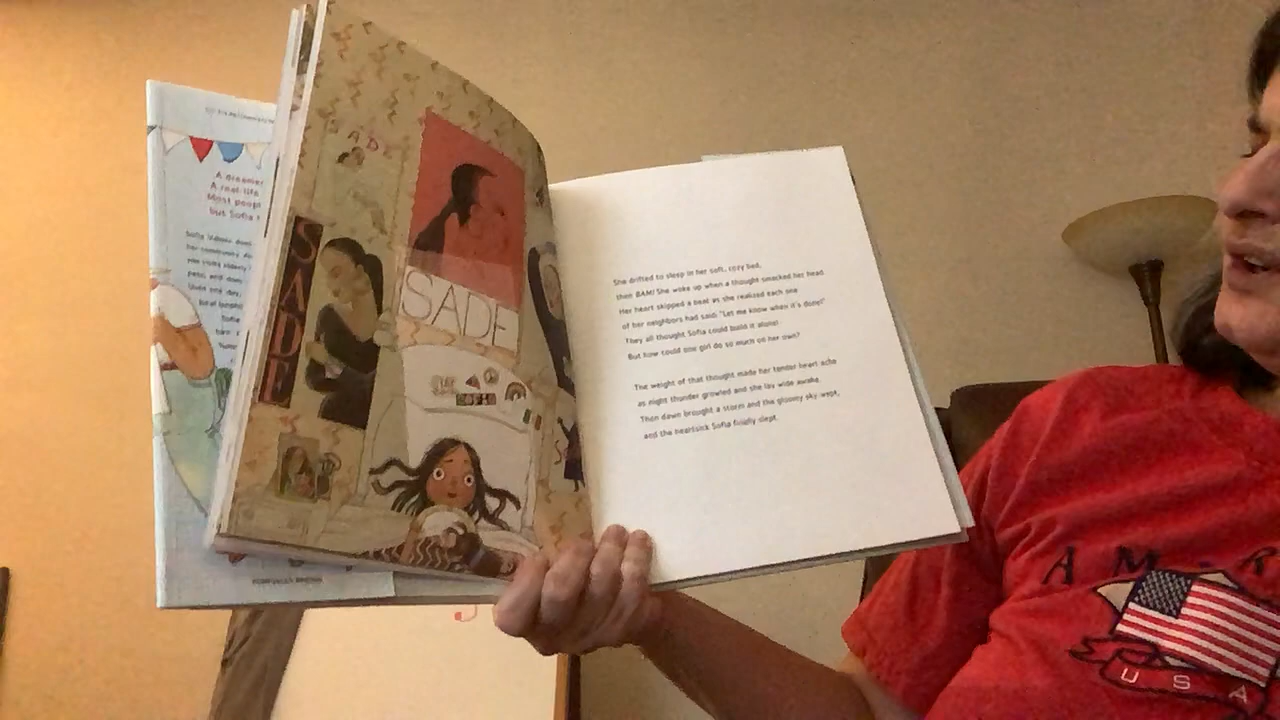 A dreamer
A real-life
Most peopl
but Sofia
SADE
SADE
SADE
She drifted to sleep in her soft, cozy bed,
then BAM! She woke up when a thought smacked her head.
Her heart skipped a beat as she realized each one
of her neighbors had said: "Let me know when it's done!"
They all thought Sofia could build it alone!
But how could one girl do so much on her own?
The weight of that thought made her tender heart ache
as night thunder growled and she lay wide awake.
Then dawn brought a storm and the gloomy sky wept,
and the heartsick Sofia finally slept.
AM
USA